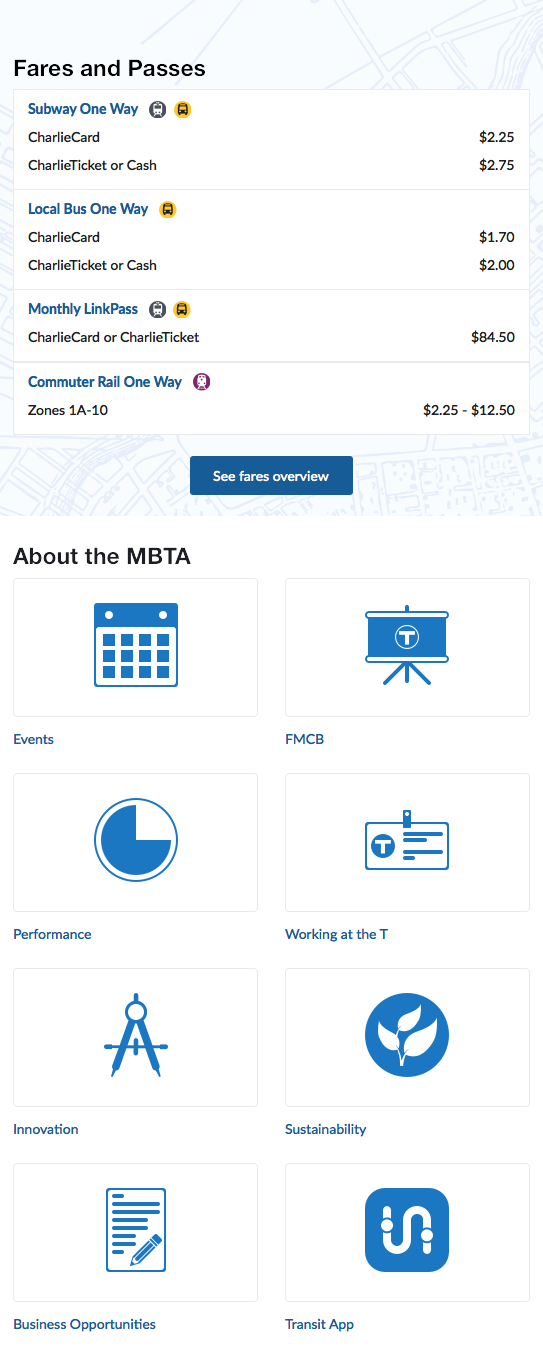 Fares and Passes
Subway One Way
CharlieCard $2.25
CharlieTicket or Cash $2.75
Local Bus One Way
CharlieCard $1.70
CharlieTicket or Cash $2.00
Monthly LinkPass
CharlieCard or CharlieTicket $84.50
Commuter Rail One Way
Zones 1A-10 $2.25 - $12.50
See fares overview
About the MBTA
T
Events FMCB
T
Performance Working at the T
Innovation Sustainability
Business Opportunities Transit App